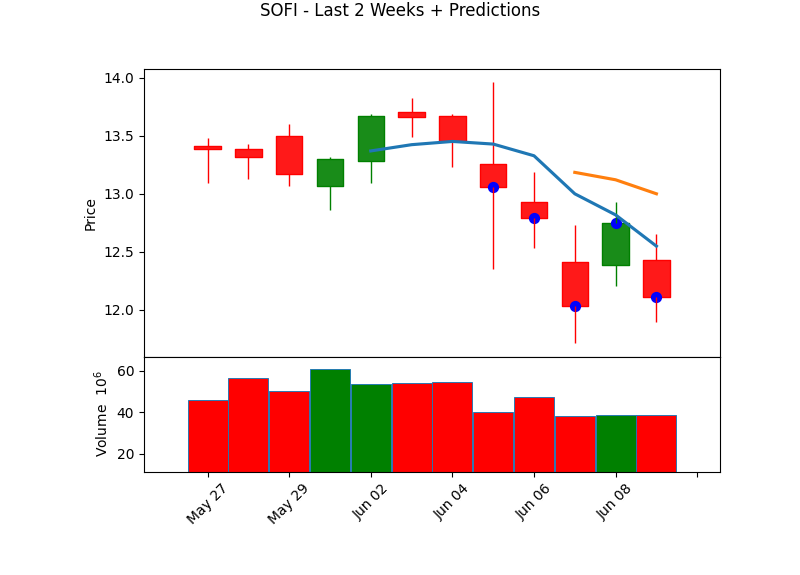 SOFI - Last 2 Weeks + Predictions
14.0
13.5
13.0
12.5
12.0
Price
60
40
20
Volume 10^6
May 27
May 29
Jun 02
Jun 04
Jun 06
Jun 08